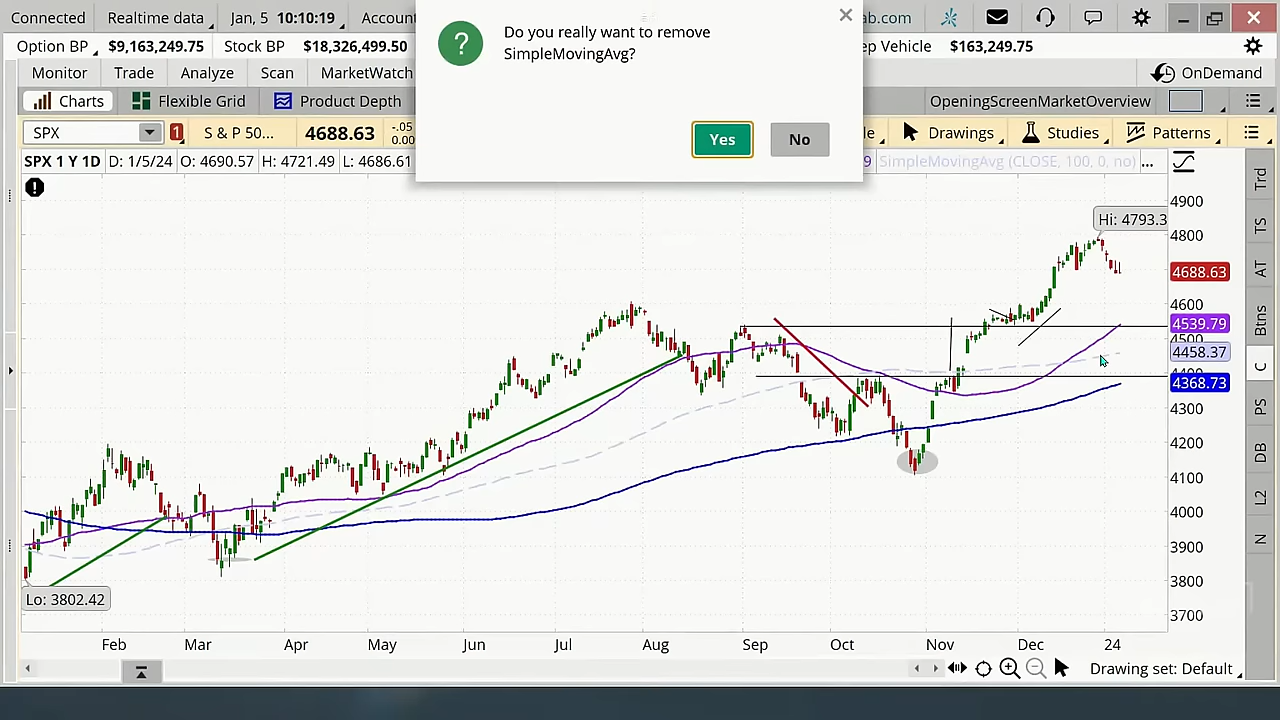 Connected Realtime data Jan, 5 10:10:19 Accoun ab.com
Do you really want to remove
SimpleMovingAvg?
Yes No
Option BP $9,163,249.75 Stock BP $18,326,499.50 ep Vehicle $163,249.75
Monitor Trade Analyze Scan MarketWatch OnDemand
Charts Flexible Grid Product Depth OpeningScreenMarketOverview
SPX 1 S & P 50... 4688.63 -.05 0.00 le Drawings Studies Patterns
SPX 1 Y 1D D: 1/5/24 O: 4690.57 H: 4721.49 L: 4686.61 9 SimpleMovingAvg (CLOSE, 100, 0, no) ...
Hi: 4793.3
4900
4800
4688.63
4600
4539.79
4500
4458.37
4400
4368.73
4300
4200
4100
4000
3900
3800
3700
Lo: 3802.42
Feb Mar Apr May Jun Jul Aug Sep Oct Nov Dec 24
Drawing set: Default
Trd
TS
AT
Btns
C
PS
DB
L2
N